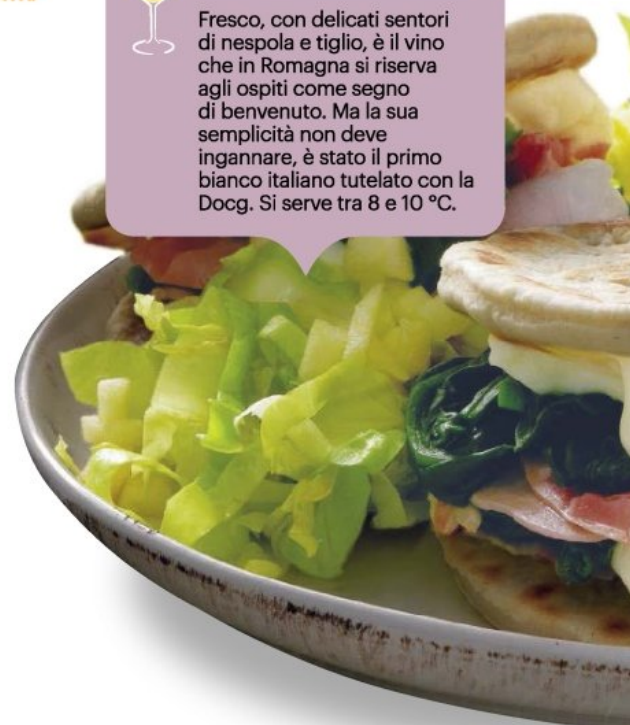 Fresco, con delicati sentori
di nespola e tiglio, è il vino
che in Romagna si riserva
agli ospiti come segno
di benvenuto. Ma la sua
semplicità non deve
ingannare, è stato il primo
bianco italiano tutelato con la
Docg. Si serve tra 8 e 10 °C.